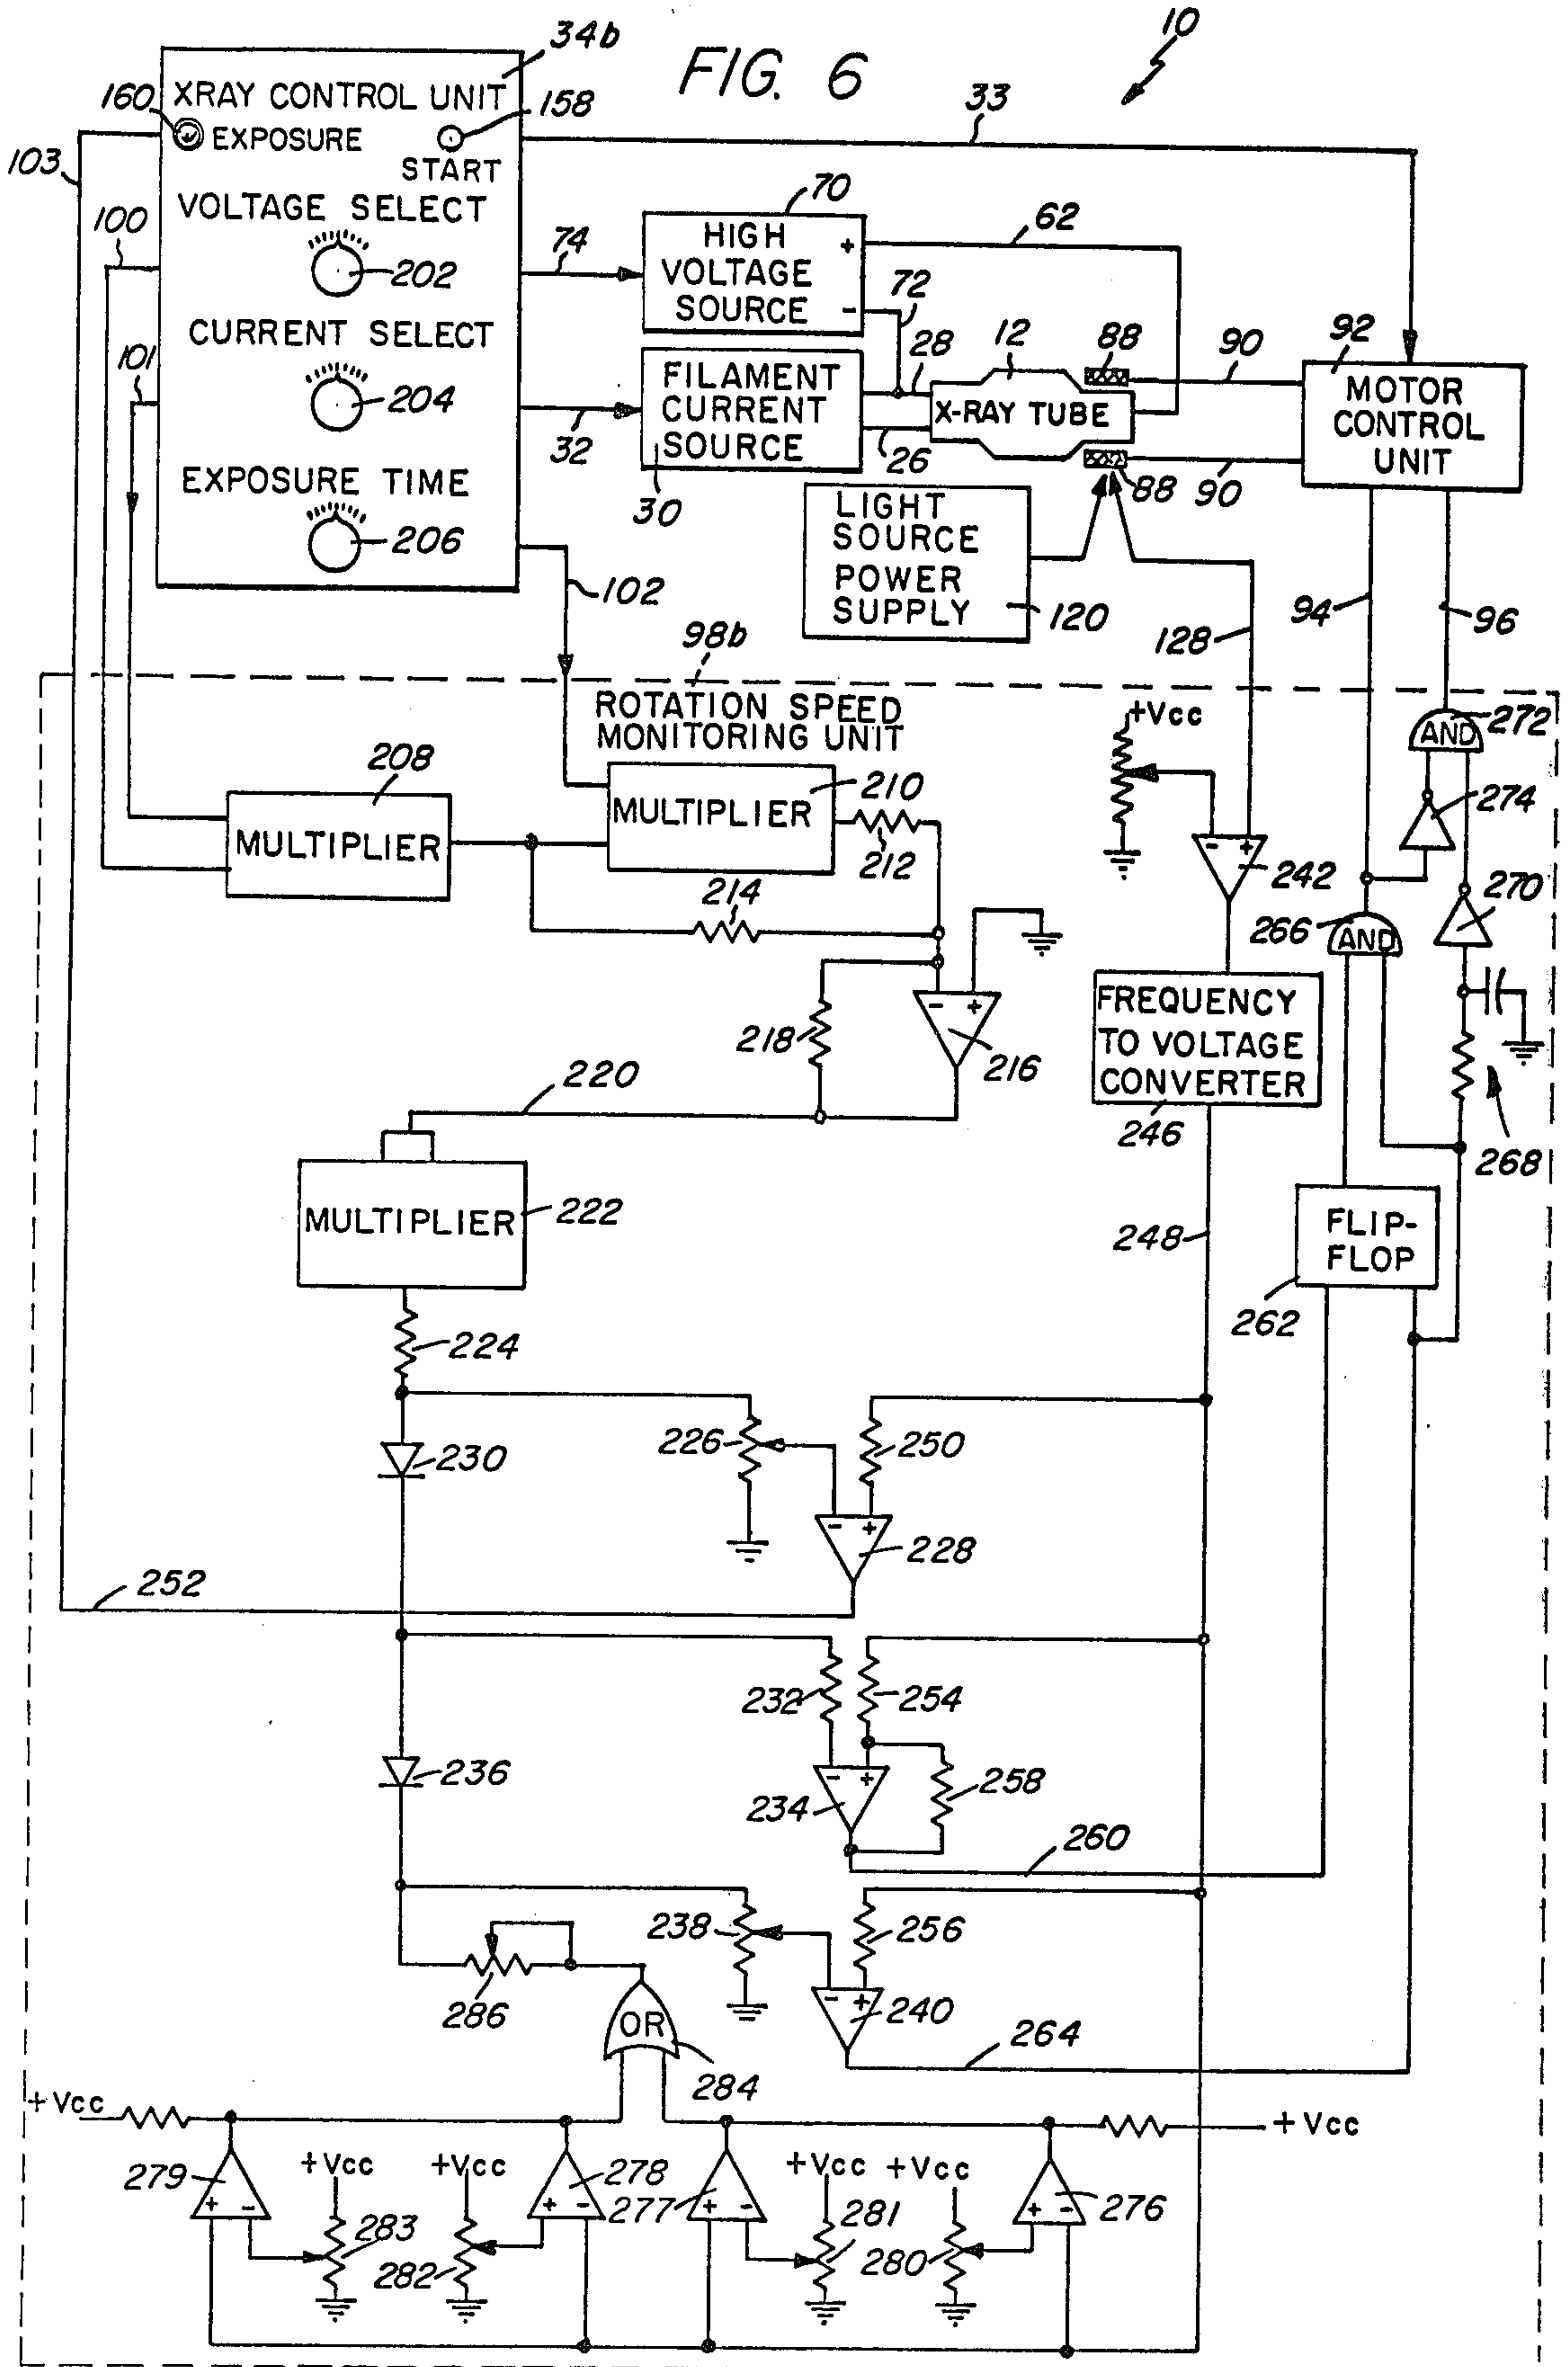 FIG. 6
10
34b
XRAY CONTROL UNIT
160
EXPOSURE
158
START
33
103
VOLTAGE SELECT
100
202
74
70
HIGH
VOLTAGE
SOURCE
+
-
62
72
CURRENT SELECT
101
204
32
FILAMENT
CURRENT
SOURCE
30
28
26
12
X-RAY TUBE
88
90
88
90
92
MOTOR
CONTROL
UNIT
EXPOSURE TIME
206
102
LIGHT
SOURCE
POWER
SUPPLY
120
128
94
96
98b
ROTATION SPEED
MONITORING UNIT
+Vcc
AND
272
208
MULTIPLIER
MULTIPLIER
210
212
214
- +
242
274
270
266
AND
- +
216
218
220
FREQUENCY
TO VOLTAGE
CONVERTER
246
268
MULTIPLIER
222
248
FLIP-
FLOP
262
224
226
250
230
- +
228
252
232
254
236
- +
234
258
260
238
256
286
- +
240
OR
284
264
+Vcc
+Vcc
279
+ -
+Vcc
283
+Vcc
282
278
+ -
277
+ -
+Vcc
281
+Vcc
280
276
+ -